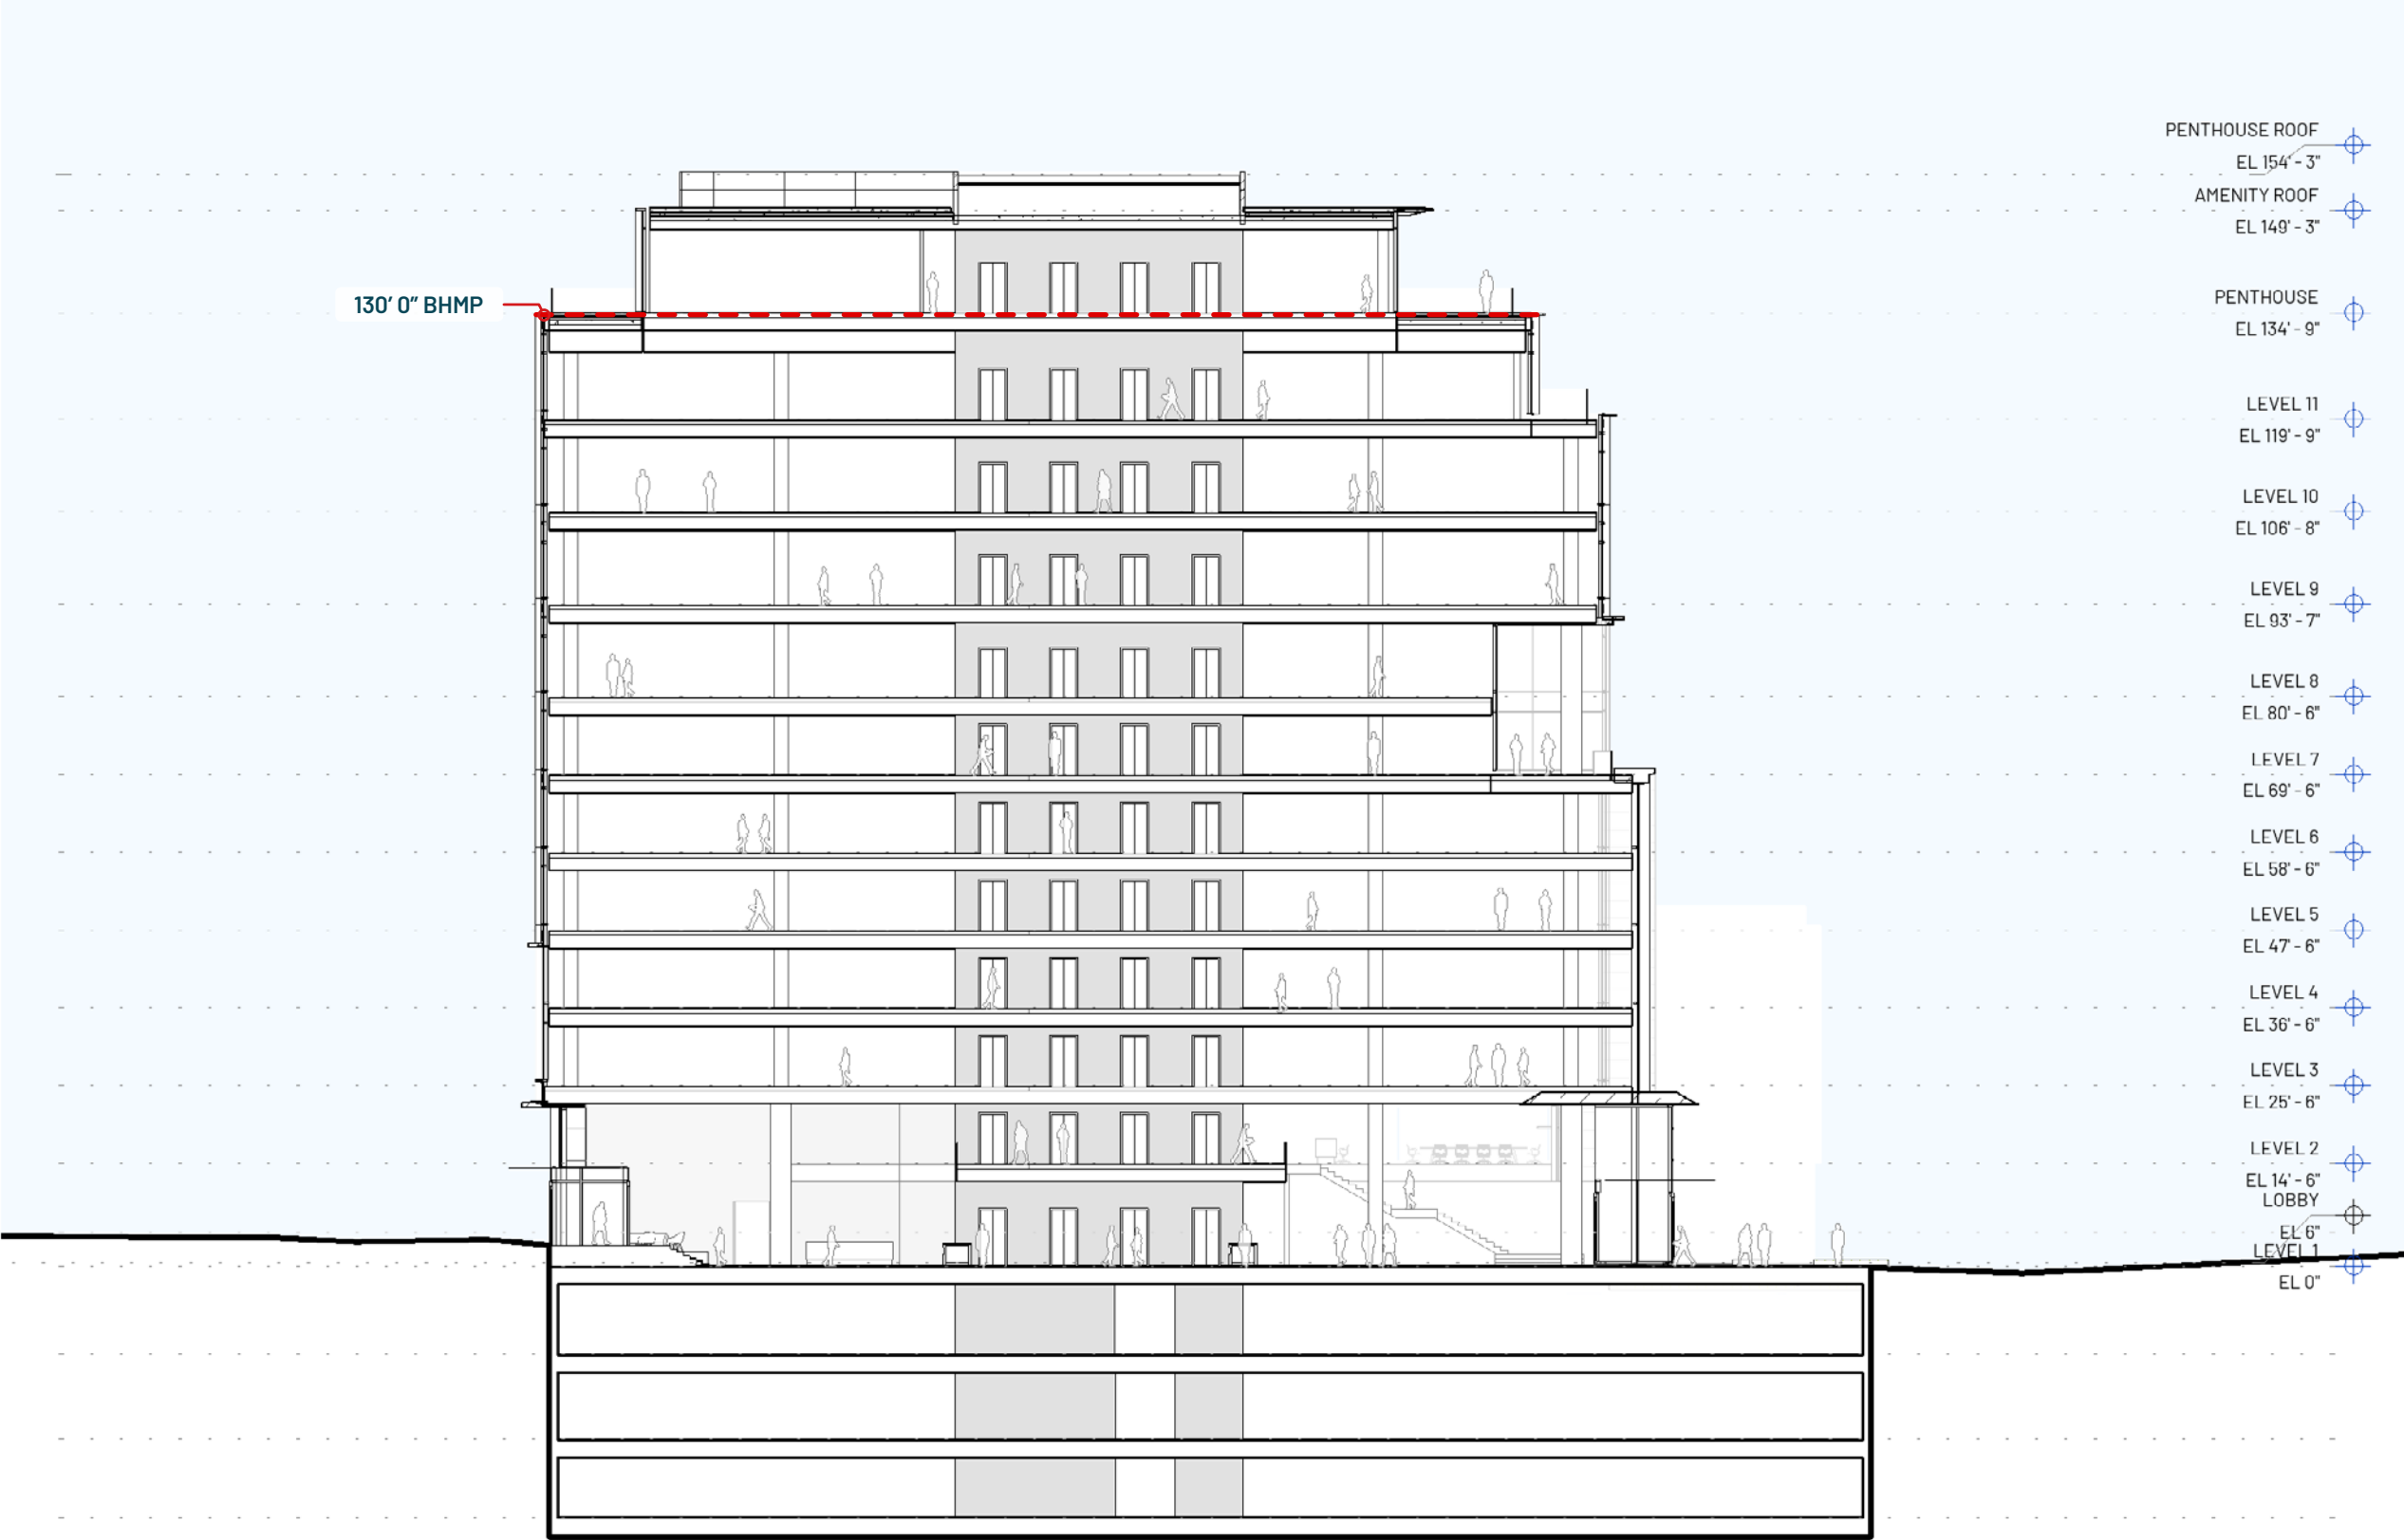 PENTHOUSE ROOF
EL 154' - 3"
AMENITY ROOF
EL 149' - 3"
130' 0" BHMP
PENTHOUSE
EL 134' - 9"
LEVEL 11
EL 119' - 9"
LEVEL 10
EL 106' - 8"
LEVEL 9
EL 93' - 7"
LEVEL 8
EL 80' - 6"
LEVEL 7
EL 69' - 6"
LEVEL 6
EL 58' - 6"
LEVEL 5
EL 47' - 6"
LEVEL 4
EL 36' - 6"
LEVEL 3
EL 25' - 6"
LEVEL 2
EL 14' - 6"
LOBBY
EL 6"
LEVEL 1
EL 0"